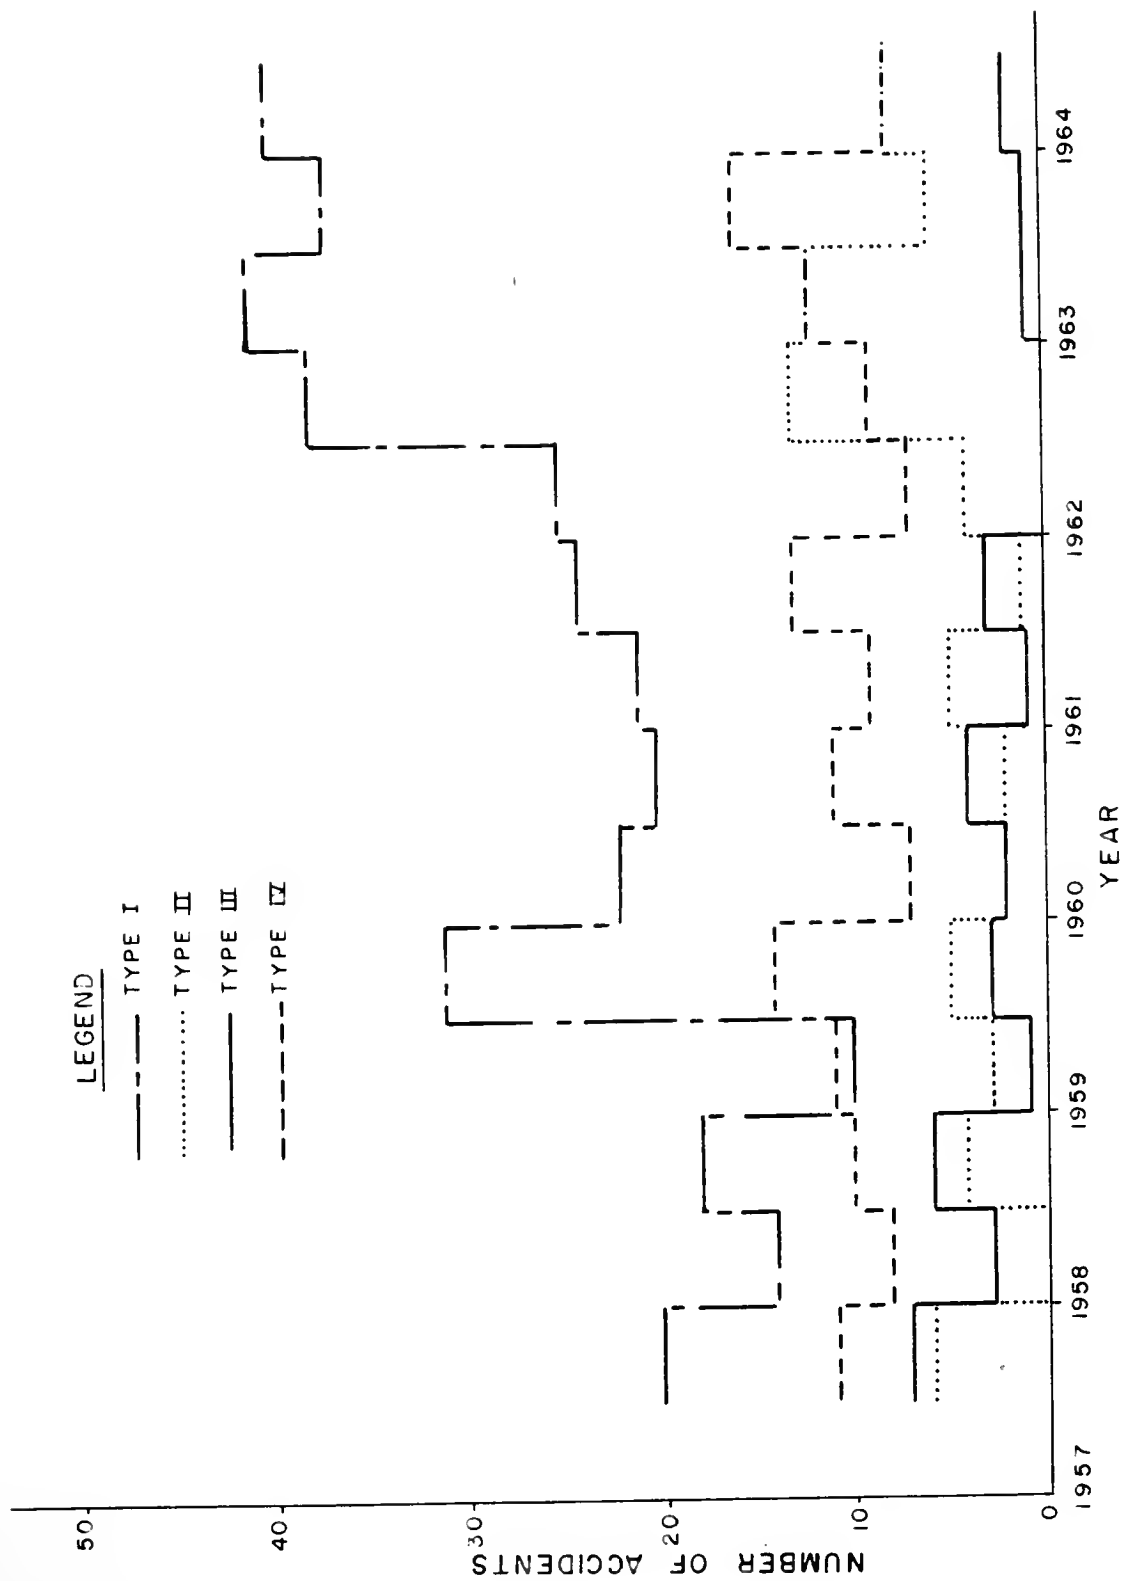 LEGEND
TYPE I
TYPE II
TYPE III
TYPE IV
50
40
30
20
10
0
NUMBER OF ACCIDENTS
1957
1958
1959
1960
1961
1962
1963
1964
YEAR